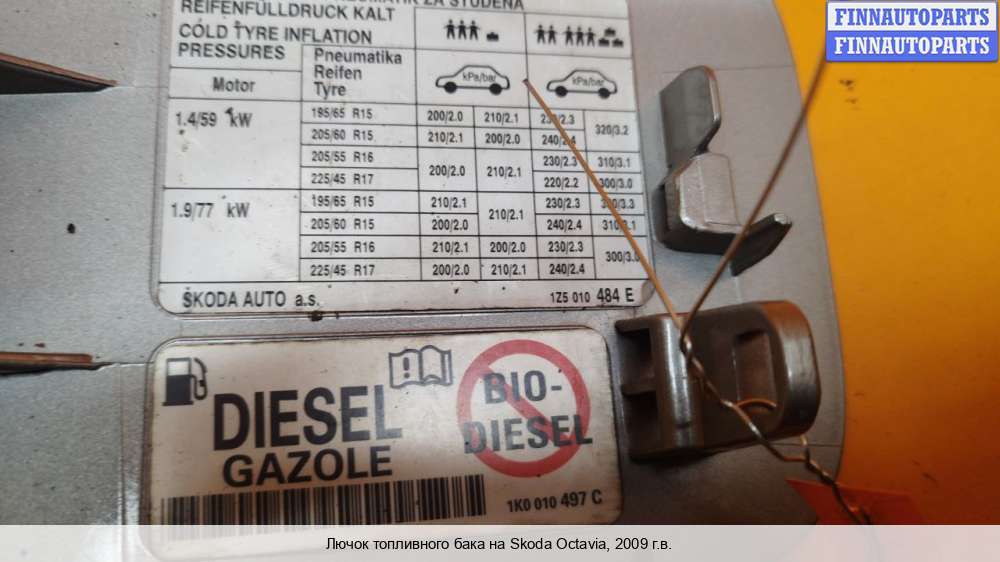 FINNAUTOPARTS
FINNAUTOPARTS
ZA STUDENA
REIFENFÜLLDRUCK KALT
COLD TYRE INFLATION
PRESSURES
Pneumatika
Reifen
Tyre
Motor
kPa/bar
kPa/bar
1.4/59 kW
195/65 R15 200/2.0 210/2.1 230/2.3
320/3.2
205/60 R15 210/2.1 200/2.0 240/2.4
205/55 R16 200/2.0 210/2.1 230/2.3 310/3.1
225/45 R17 220/2.2 300/3.0
1.9/77 kW
195/65 R15 210/2.1 210/2.1 230/2.3
205/60 R15 200/2.0 240/2.4
205/55 R16 210/2.1 200/2.0 230/2.3
300/3.0
225/45 R17 200/2.0 210/2.1 240/2.4
ŠKODA AUTO a.s. 1Z5 010 484 E
DIESEL
GAZOLE
BIO-
DIESEL
1K0 010 497 C
Лючок топливного бака на Skoda Octavia, 2009 г.в.